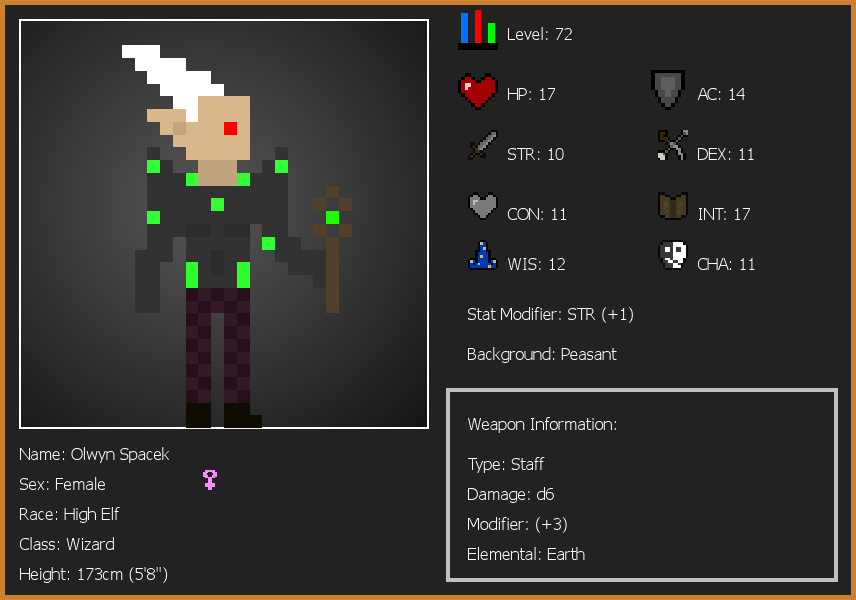 Level: 72
HP: 17
AC: 14
STR: 10
DEX: 11
CON: 11
INT: 17
WIS: 12
CHA: 11
Stat Modifier: STR (+1)
Background: Peasant
Weapon Information:
Type: Staff
Damage: d6
Modifier: (+3)
Elemental: Earth
Name: Olwyn Spacek
Sex: Female
Race: High Elf
Class: Wizard
Height: 173cm (5'8")